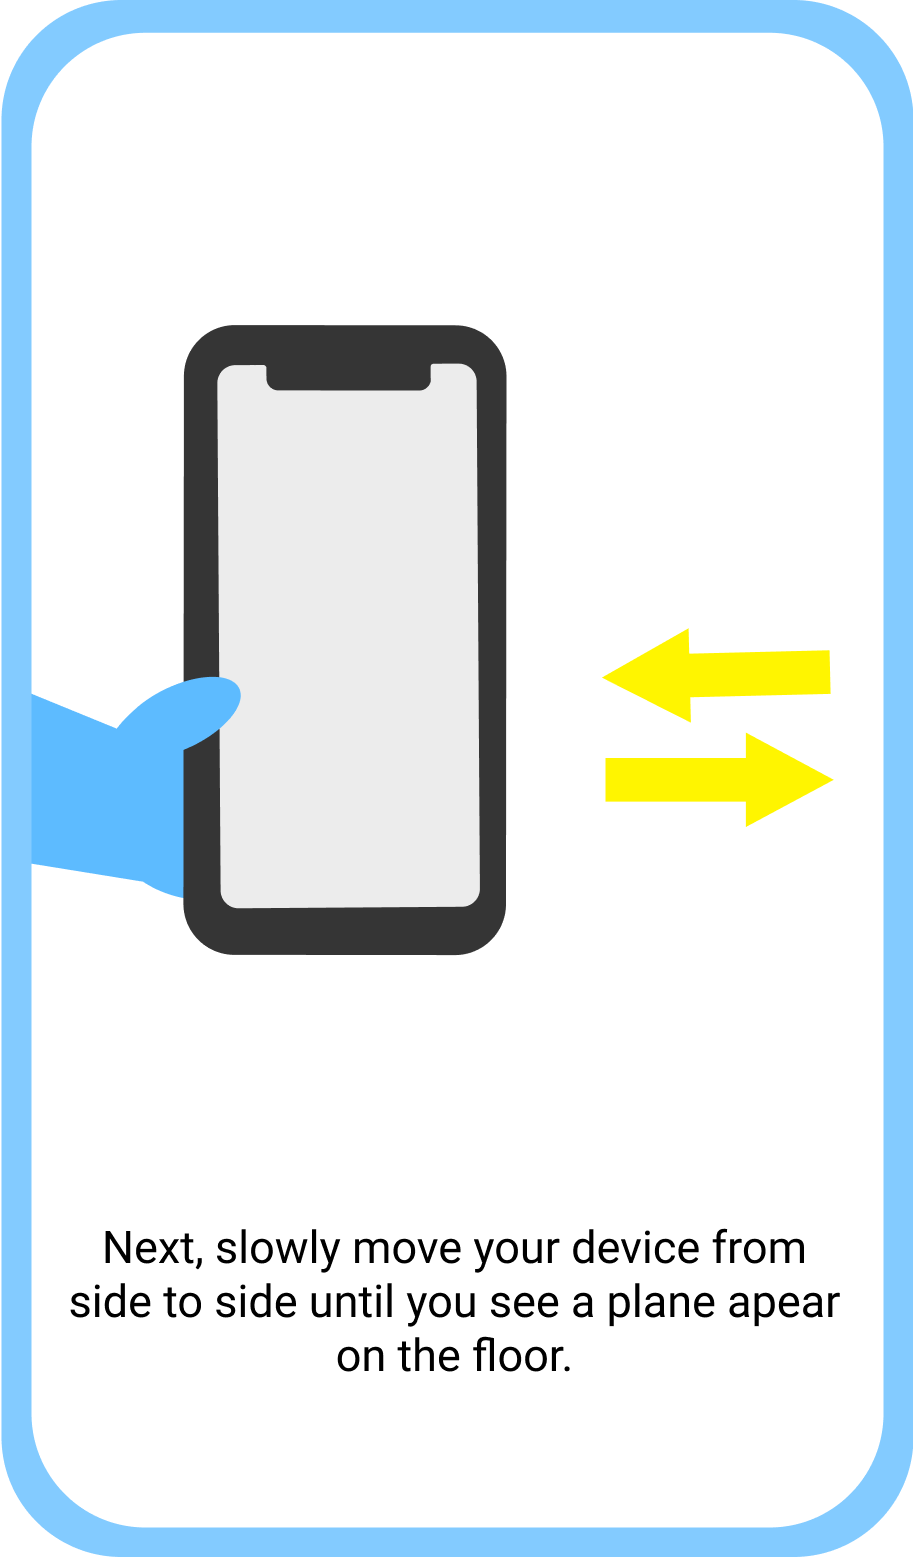 Next, slowly move your device from
side to side until you see a plane apear
on the floor.